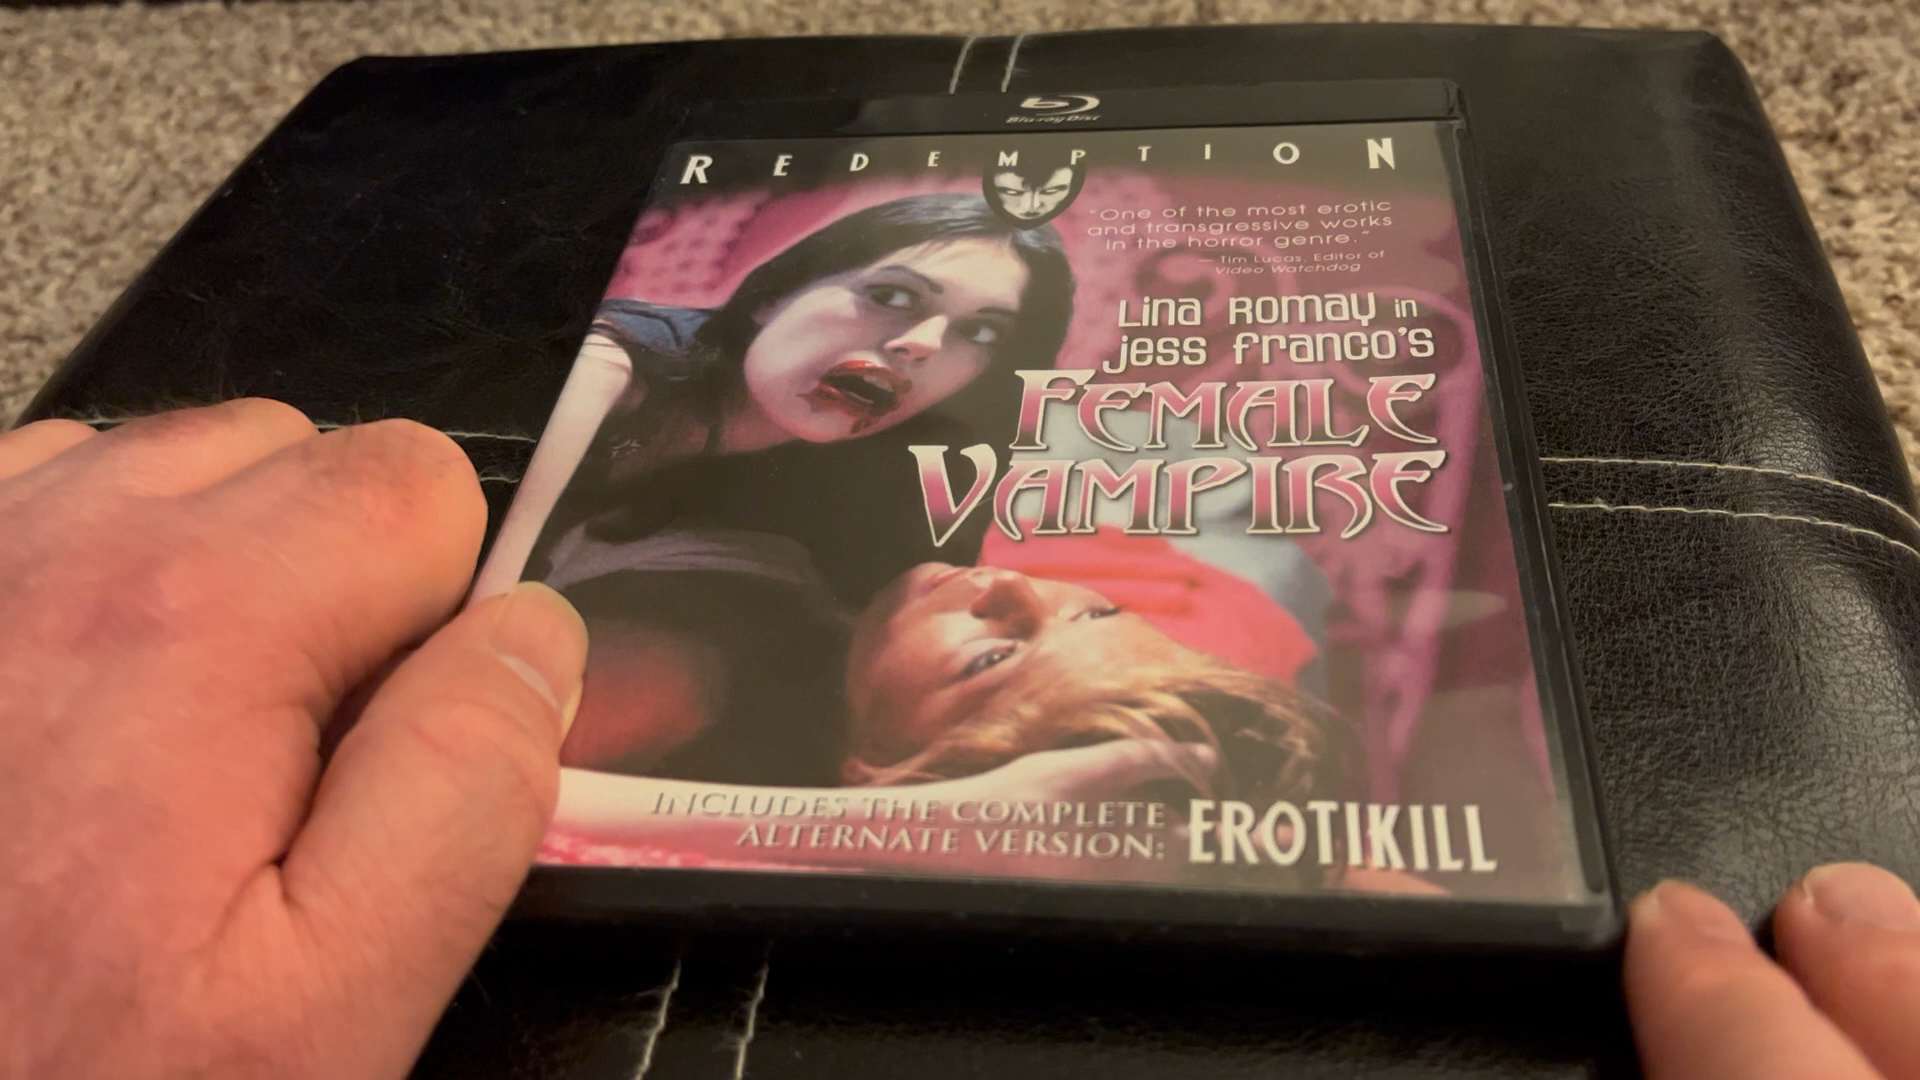 Blu-ray Disc
REDEMPTION
"One of the most erotic
and transgressive works
in the horror genre."
— Tim Lucas, Editor of
Video Watchdog
Lina Romay in
Jess Franco's
FEMALE
VAMPIRE
INCLUDES THE COMPLETE
ALTERNATE VERSION: EROTIKILL